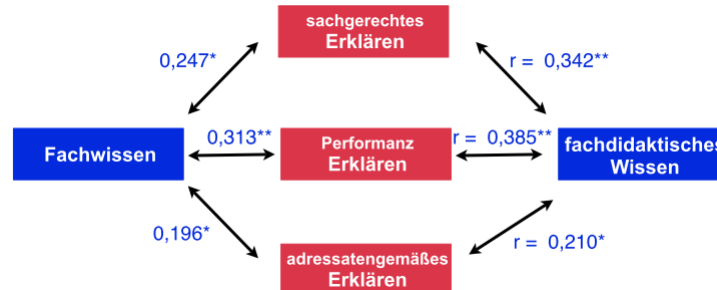 sachgerechtes
Erklären
0,247*
r = 0,342**
Fachwissen
0,313**
Performanz
Erklären
r = 0,385**
fachdidaktisches
Wissen
0,196*
r = 0,210*
adressatengemäßes
Erklären